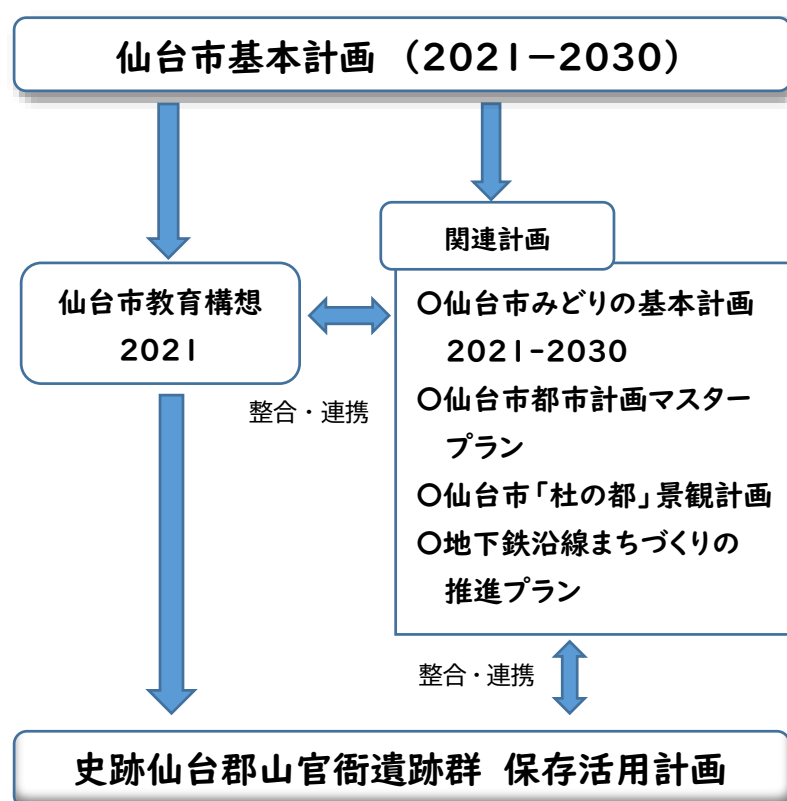 仙台市基本計画 (2021－2030)
関連計画
仙台市教育構想
2021
整合・連携
〇仙台市みどりの基本計画
2021-2030
〇仙台市都市計画マスター
プラン
〇仙台市「杜の都」景観計画
〇地下鉄沿線まちづくりの
推進プラン
整合・連携
史跡仙台郡山官衙遺跡群 保存活用計画